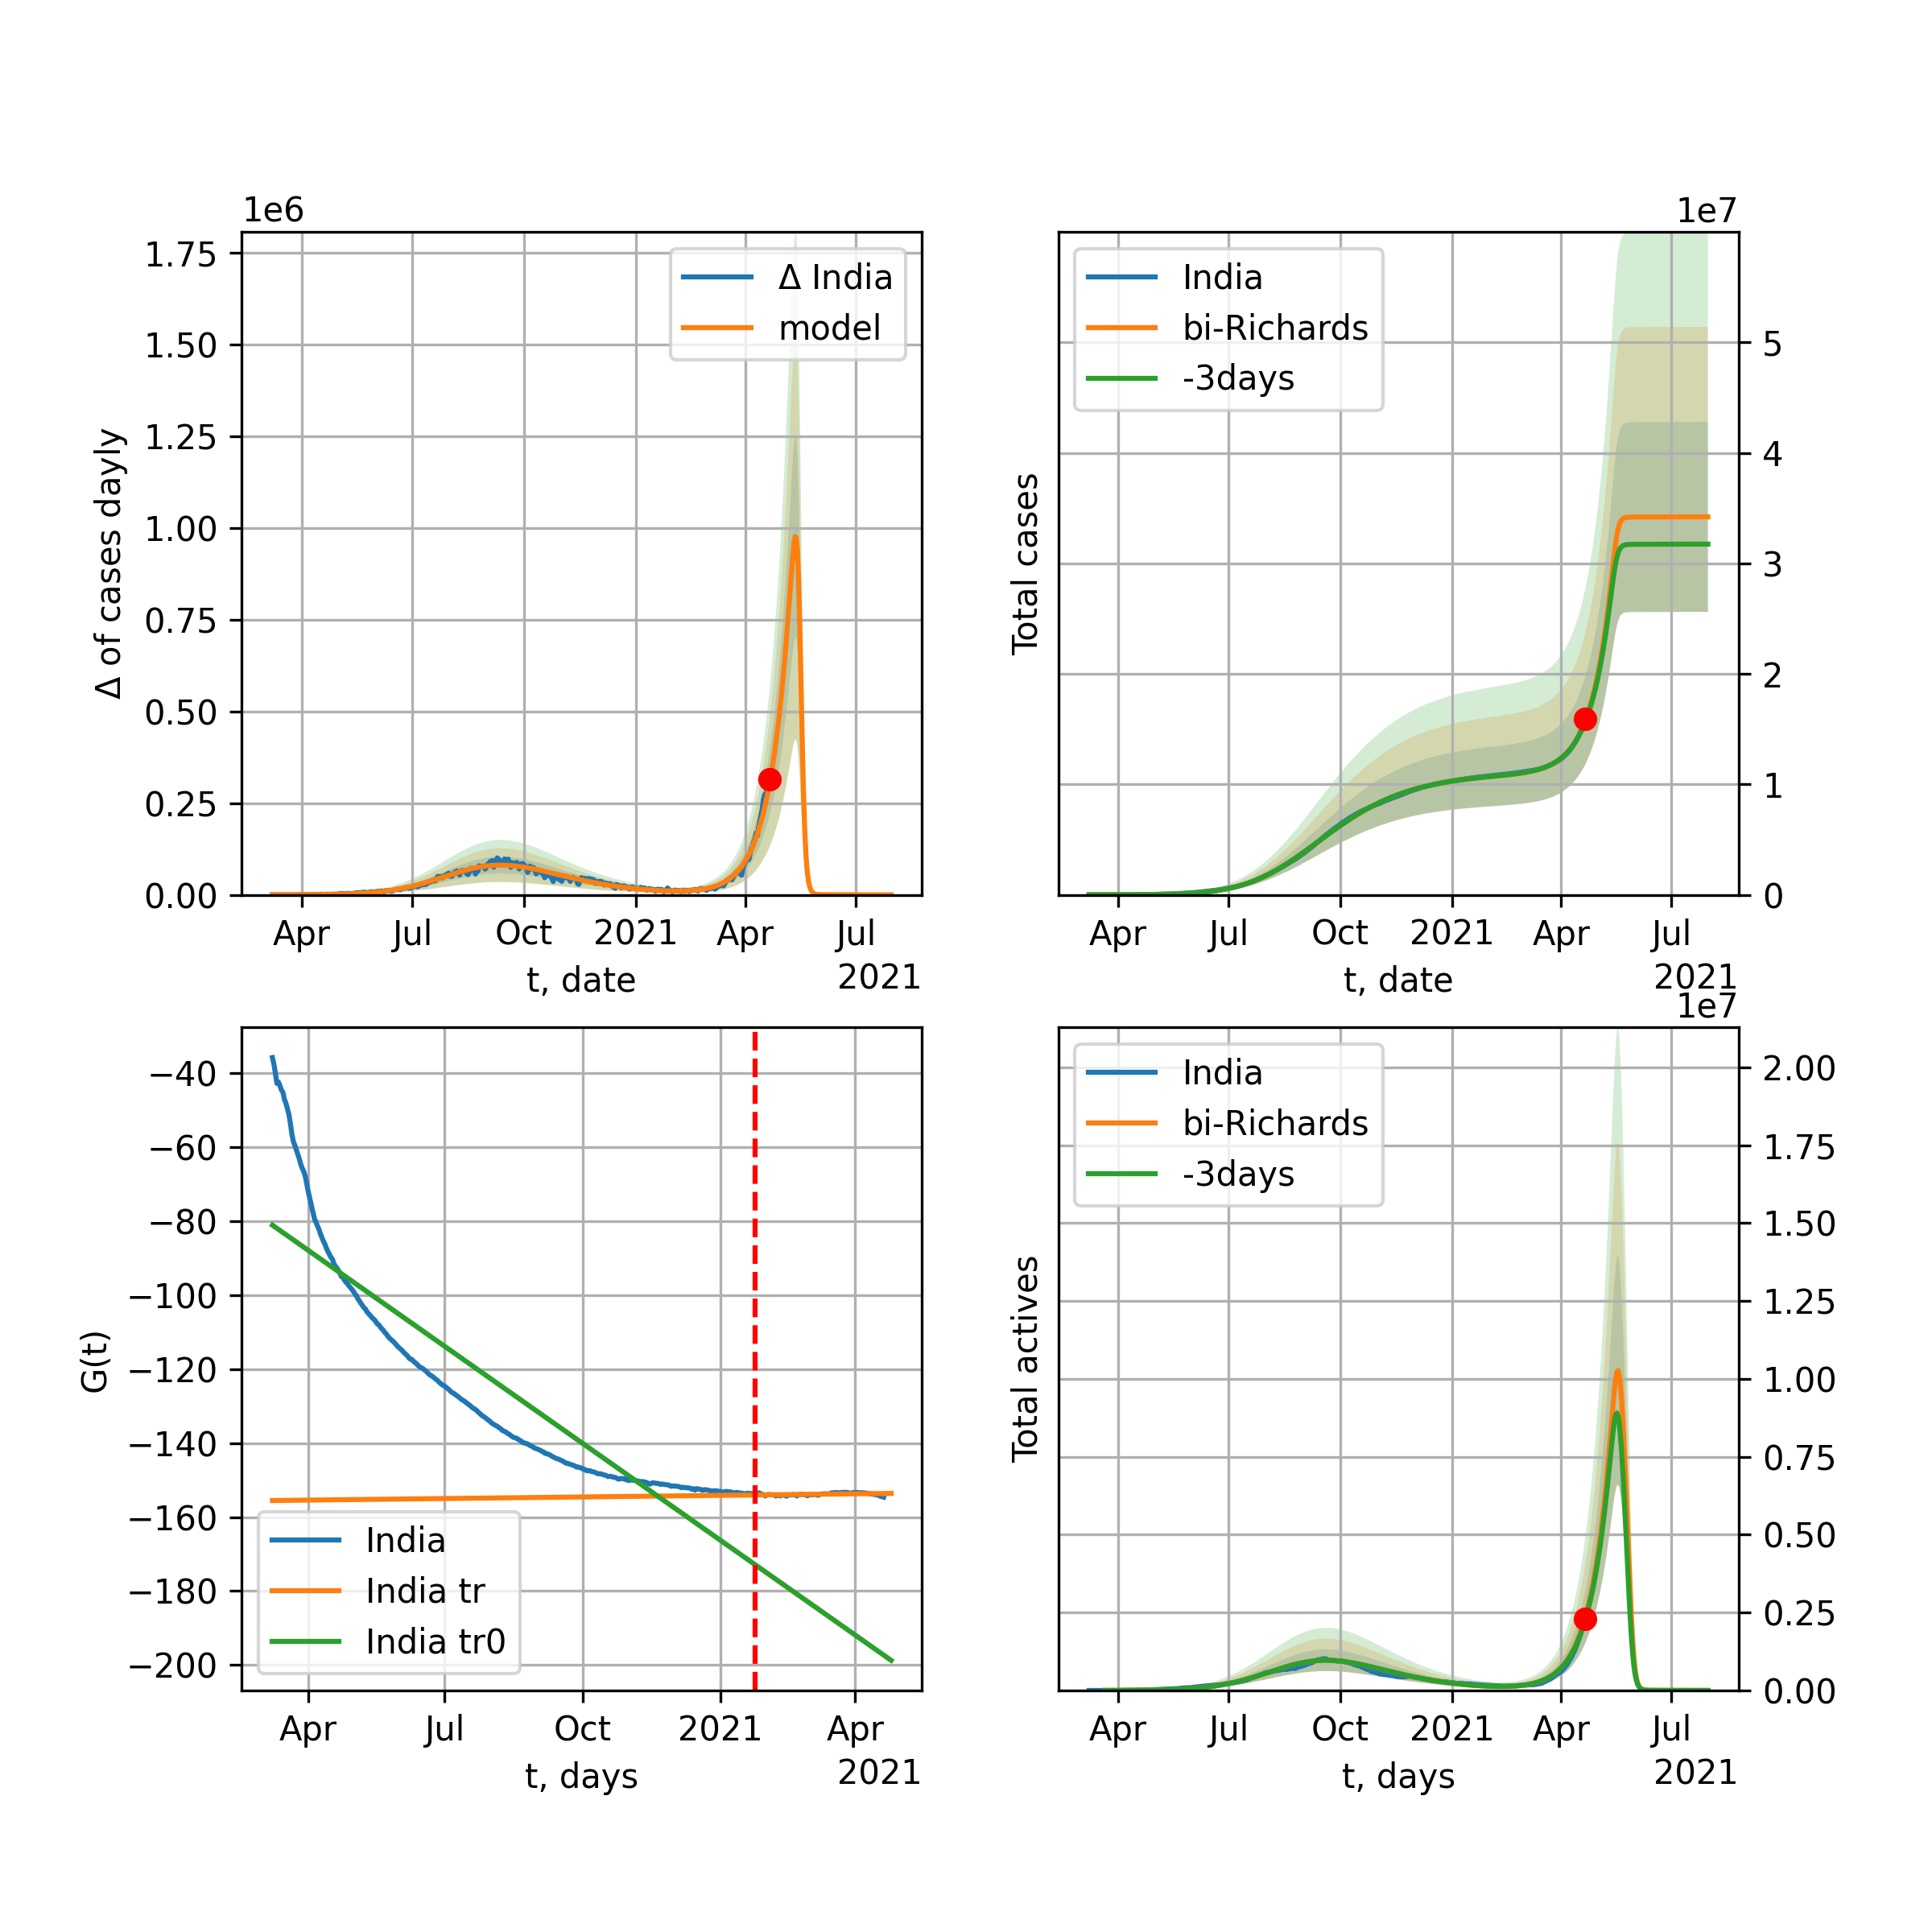 1e6
1.75
1.50
1.25
1.00
0.75
0.50
0.25
0.00
Δ of cases dayly
Δ India
model
Apr Jul Oct 2021 Apr Jul
t, date
2021
1e7
5
4
3
2
1
0
Total cases
India
bi-Richards
-3days
Apr Jul Oct 2021 Apr Jul
t, date
2021
−40
−60
−80
−100
−120
−140
−160
−180
−200
G(t)
India
India tr
India tr0
Apr Jul Oct 2021 Apr
t, days
2021
1e7
2.00
1.75
1.50
1.25
1.00
0.75
0.50
0.25
0.00
Total actives
India
bi-Richards
-3days
Apr Jul Oct 2021 Apr Jul
t, days
2021